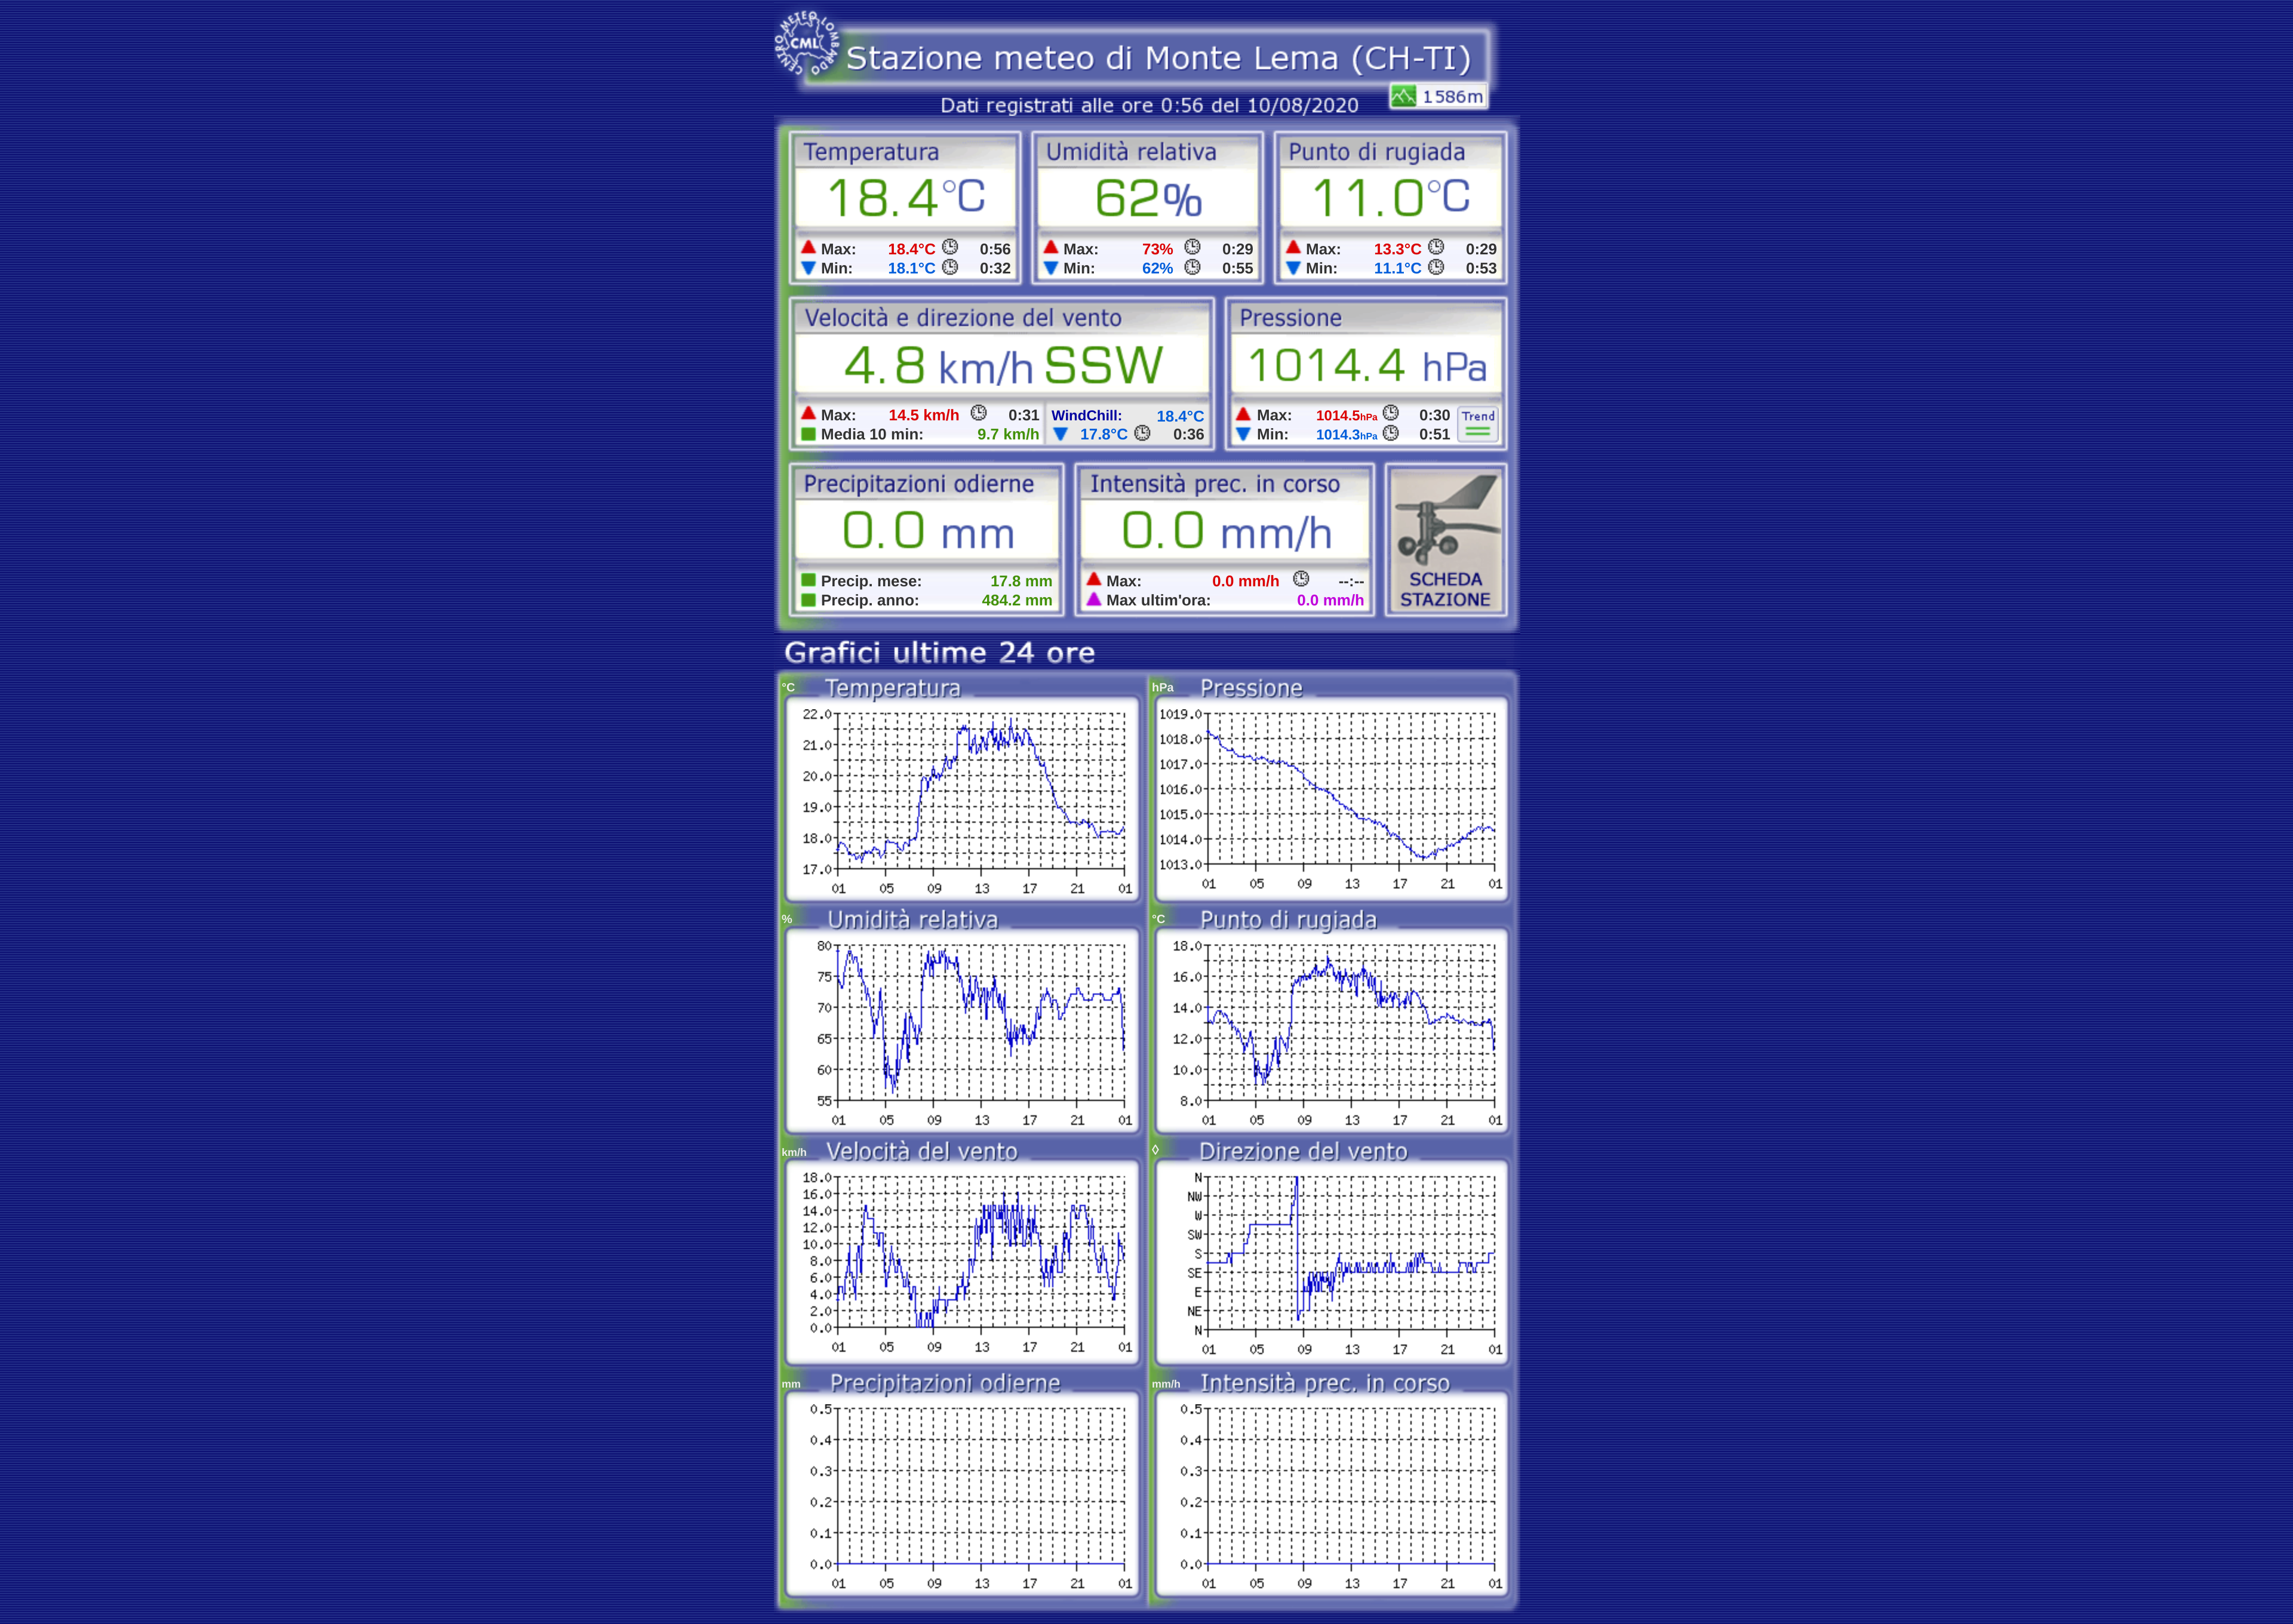 CENTRO METEO LOMBARDO
CML
Stazione meteo di Monte Lema (CH-TI)
1586m
Dati registrati alle ore 0:56 del 10/08/2020
Temperatura Umidità relativa Punto di rugiada
18.4°C 62% 11.0°C
Max: 18.4°C 0:56 Max: 73% 0:29 Max: 13.3°C 0:29
Min: 18.1°C 0:32 Min: 62% 0:55 Min: 11.1°C 0:53
Velocità e direzione del vento Pressione
4.8 km/h SSW 1014.4 hPa
Max: 14.5 km/h 0:31 WindChill: 18.4°C Max: 1014.5hPa 0:30 Trend
Media 10 min: 9.7 km/h 17.8°C 0:36 Min: 1014.3hPa 0:51
Precipitazioni odierne Intensità prec. in corso
0.0 mm 0.0 mm/h
Precip. mese: 17.8 mm Max: 0.0 mm/h --:-- SCHEDA
Precip. anno: 484.2 mm Max ultim'ora: 0.0 mm/h STAZIONE
Grafici ultime 24 ore
°C Temperatura
22.0
21.0
20.0
19.0
18.0
17.0
01 05 09 13 17 21 01
hPa Pressione
1019.0
1018.0
1017.0
1016.0
1015.0
1014.0
1013.0
01 05 09 13 17 21 01
% Umidità relativa
80
75
70
65
60
55
01 05 09 13 17 21 01
°C Punto di rugiada
18.0
16.0
14.0
12.0
10.0
8.0
01 05 09 13 17 21 01
km/h Velocità del vento
18.0
16.0
14.0
12.0
10.0
8.0
6.0
4.0
2.0
0.0
01 05 09 13 17 21 01
◊ Direzione del vento
N
NW
W
SW
S
SE
E
NE
N
01 05 09 13 17 21 01
mm Precipitazioni odierne
0.5
0.4
0.3
0.2
0.1
0.0
01 05 09 13 17 21 01
mm/h Intensità prec. in corso
0.5
0.4
0.3
0.2
0.1
0.0
01 05 09 13 17 21 01